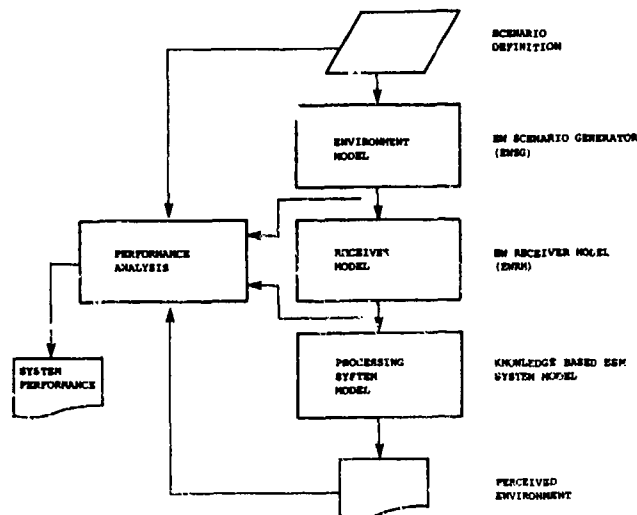 SCENARIO
DEFINITION
ENVIRONMENT
MODEL
EW SCENARIO GENERATOR
(EWSG)
PERFORMANCE
ANALYSIS
RECEIVER
MODEL
EW RECEIVER MODEL
(EWRM)
SYSTEM
PERFORMANCE
PROCESSING
SYSTEM
MODEL
KNOWLEDGE BASED ESM
SYSTEM MODEL
PERCEIVED
ENVIRONMENT